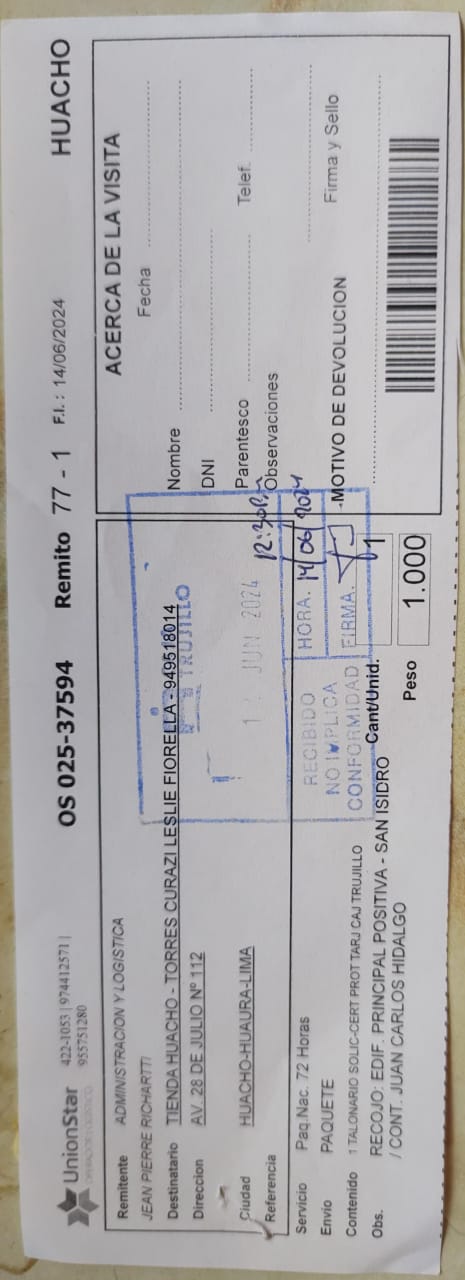 UnionStar
OPERADOR LOGISTICO
422-1053 | 974412571 |
955751280
OS 025-37594
Remito 77 - 1
F.I. : 14/06/2024
HUACHO
Remitente ADMINISTRACION Y LOGISTICA
JEAN PIERRE RICHARTTI
Destinatario TIENDA HUACHO - TORRES CURAZI LESLIE FIORELLA - 949518014
Direccion AV. 28 DE JULIO Nº 112
Ciudad HUACHO-HUAURA-LIMA
Referencia
Servicio Paq.Nac. 72 Horas
Envio PAQUETE
Contenido 1 TALONARIO SOLIC-CERT PROT TARJ CAJ TRUJILLO
Obs. RECOJO: EDIF. PRINCIPAL POSITIVA - SAN ISIDRO
/ CONT. JUAN CARLOS HIDALGO
Cant/Unid. 1
Peso 1.000
TRUJILLO
JUN 2024
RECIBIDO
NO IMPLICA
CONFORMIDAD
12:30
HORA. 14/06/2024
FIRMA.
ACERCA DE LA VISITA
Fecha
Nombre
DNI
Parentesco
Telef.
Observaciones
-MOTIVO DE DEVOLUCION
Firma y Sello